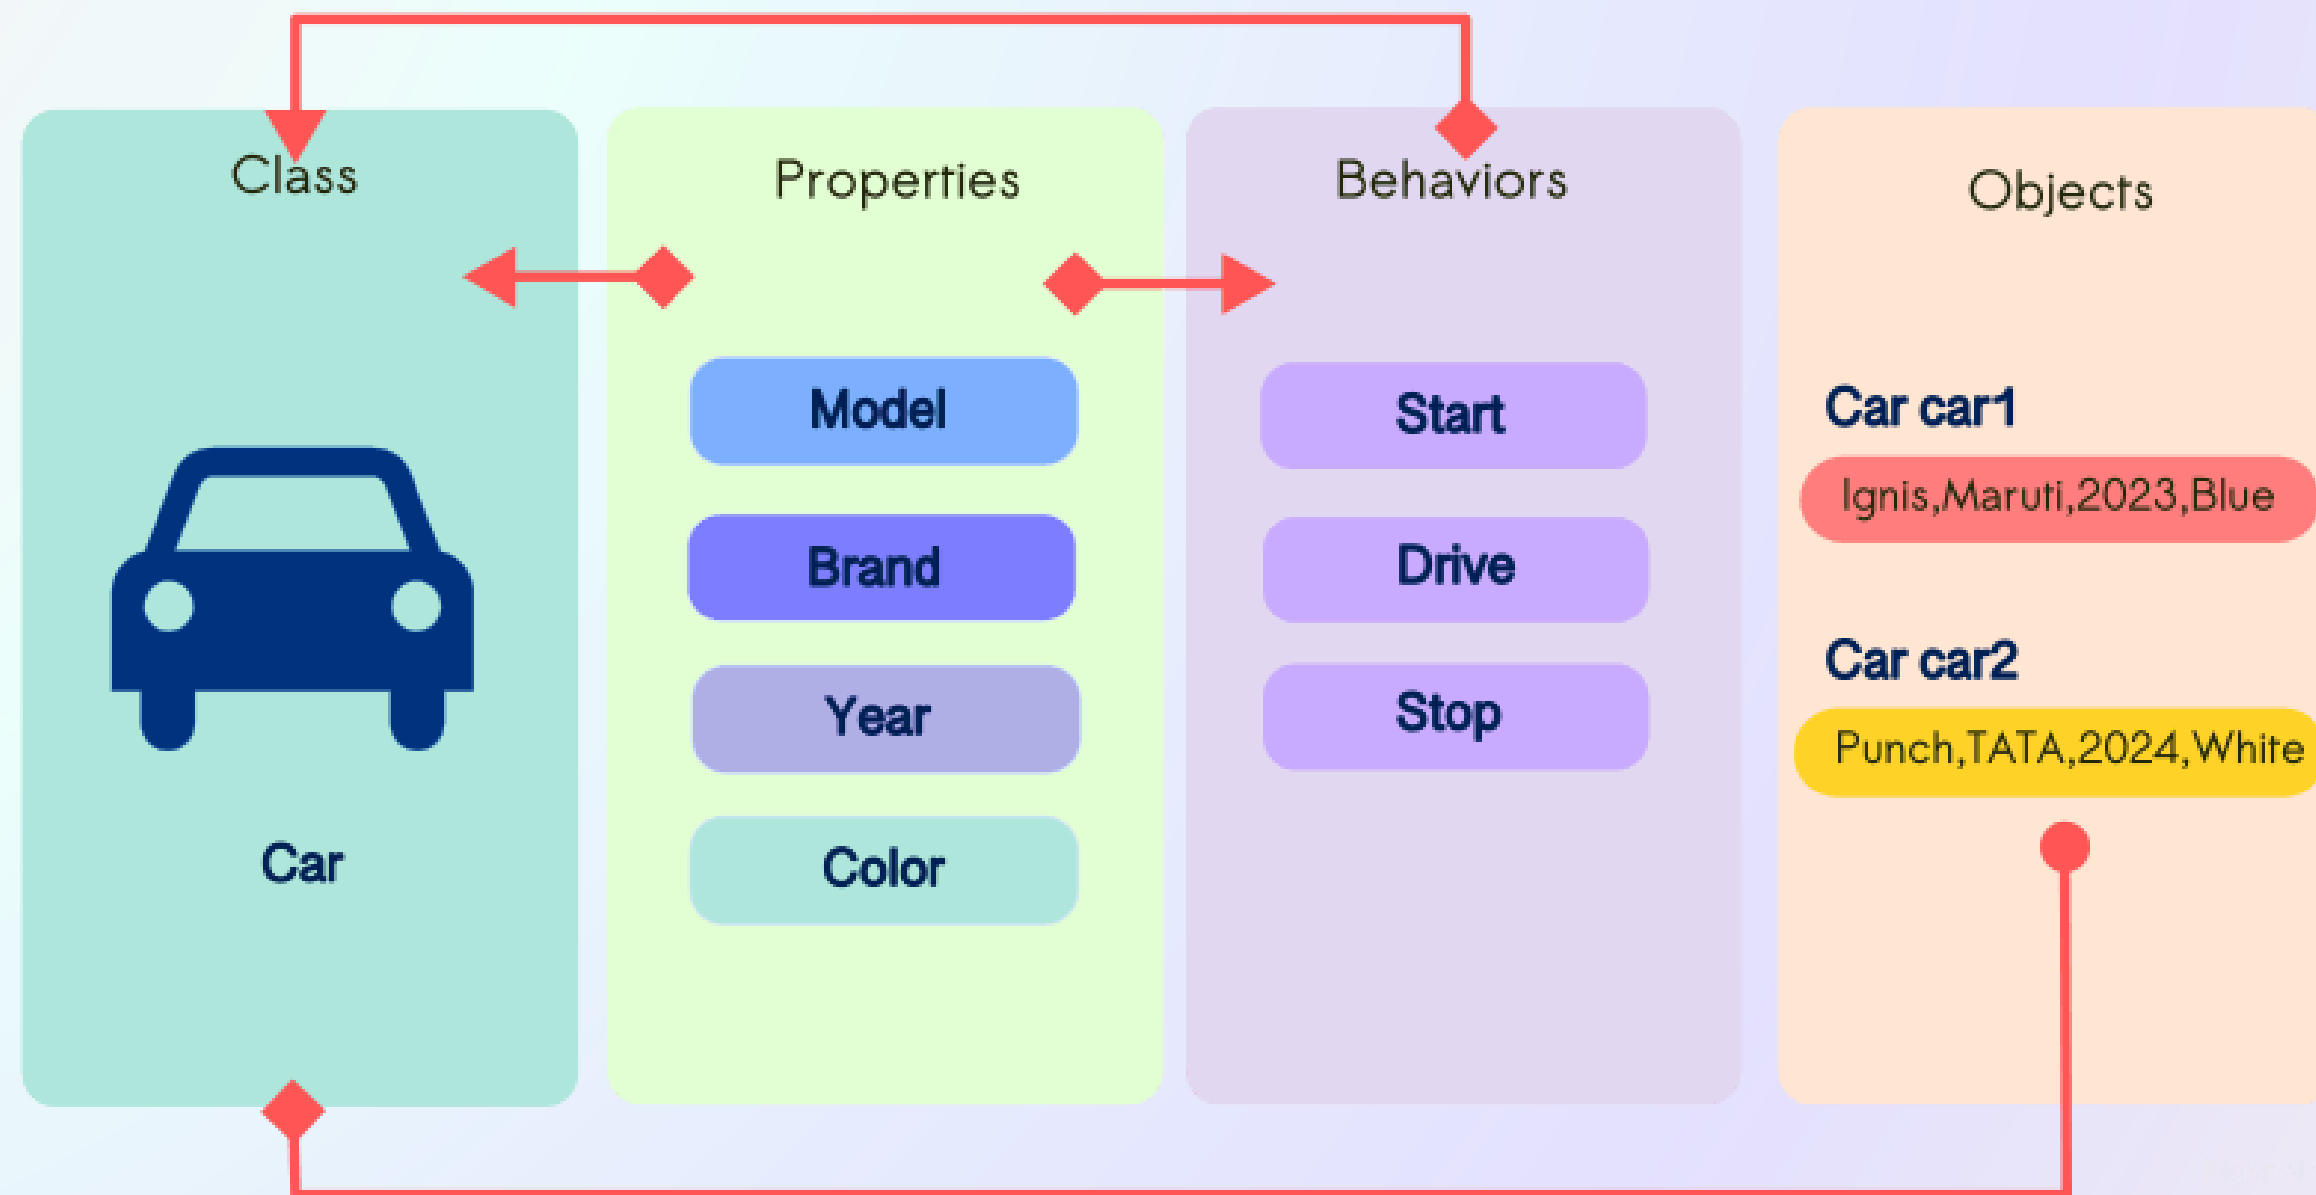 Class
Car
Properties
Model
Brand
Year
Color
Behaviors
Start
Drive
Stop
Objects
Car car1
Ignis,Maruti,2023,Blue
Car car2
Punch,TATA,2024,White